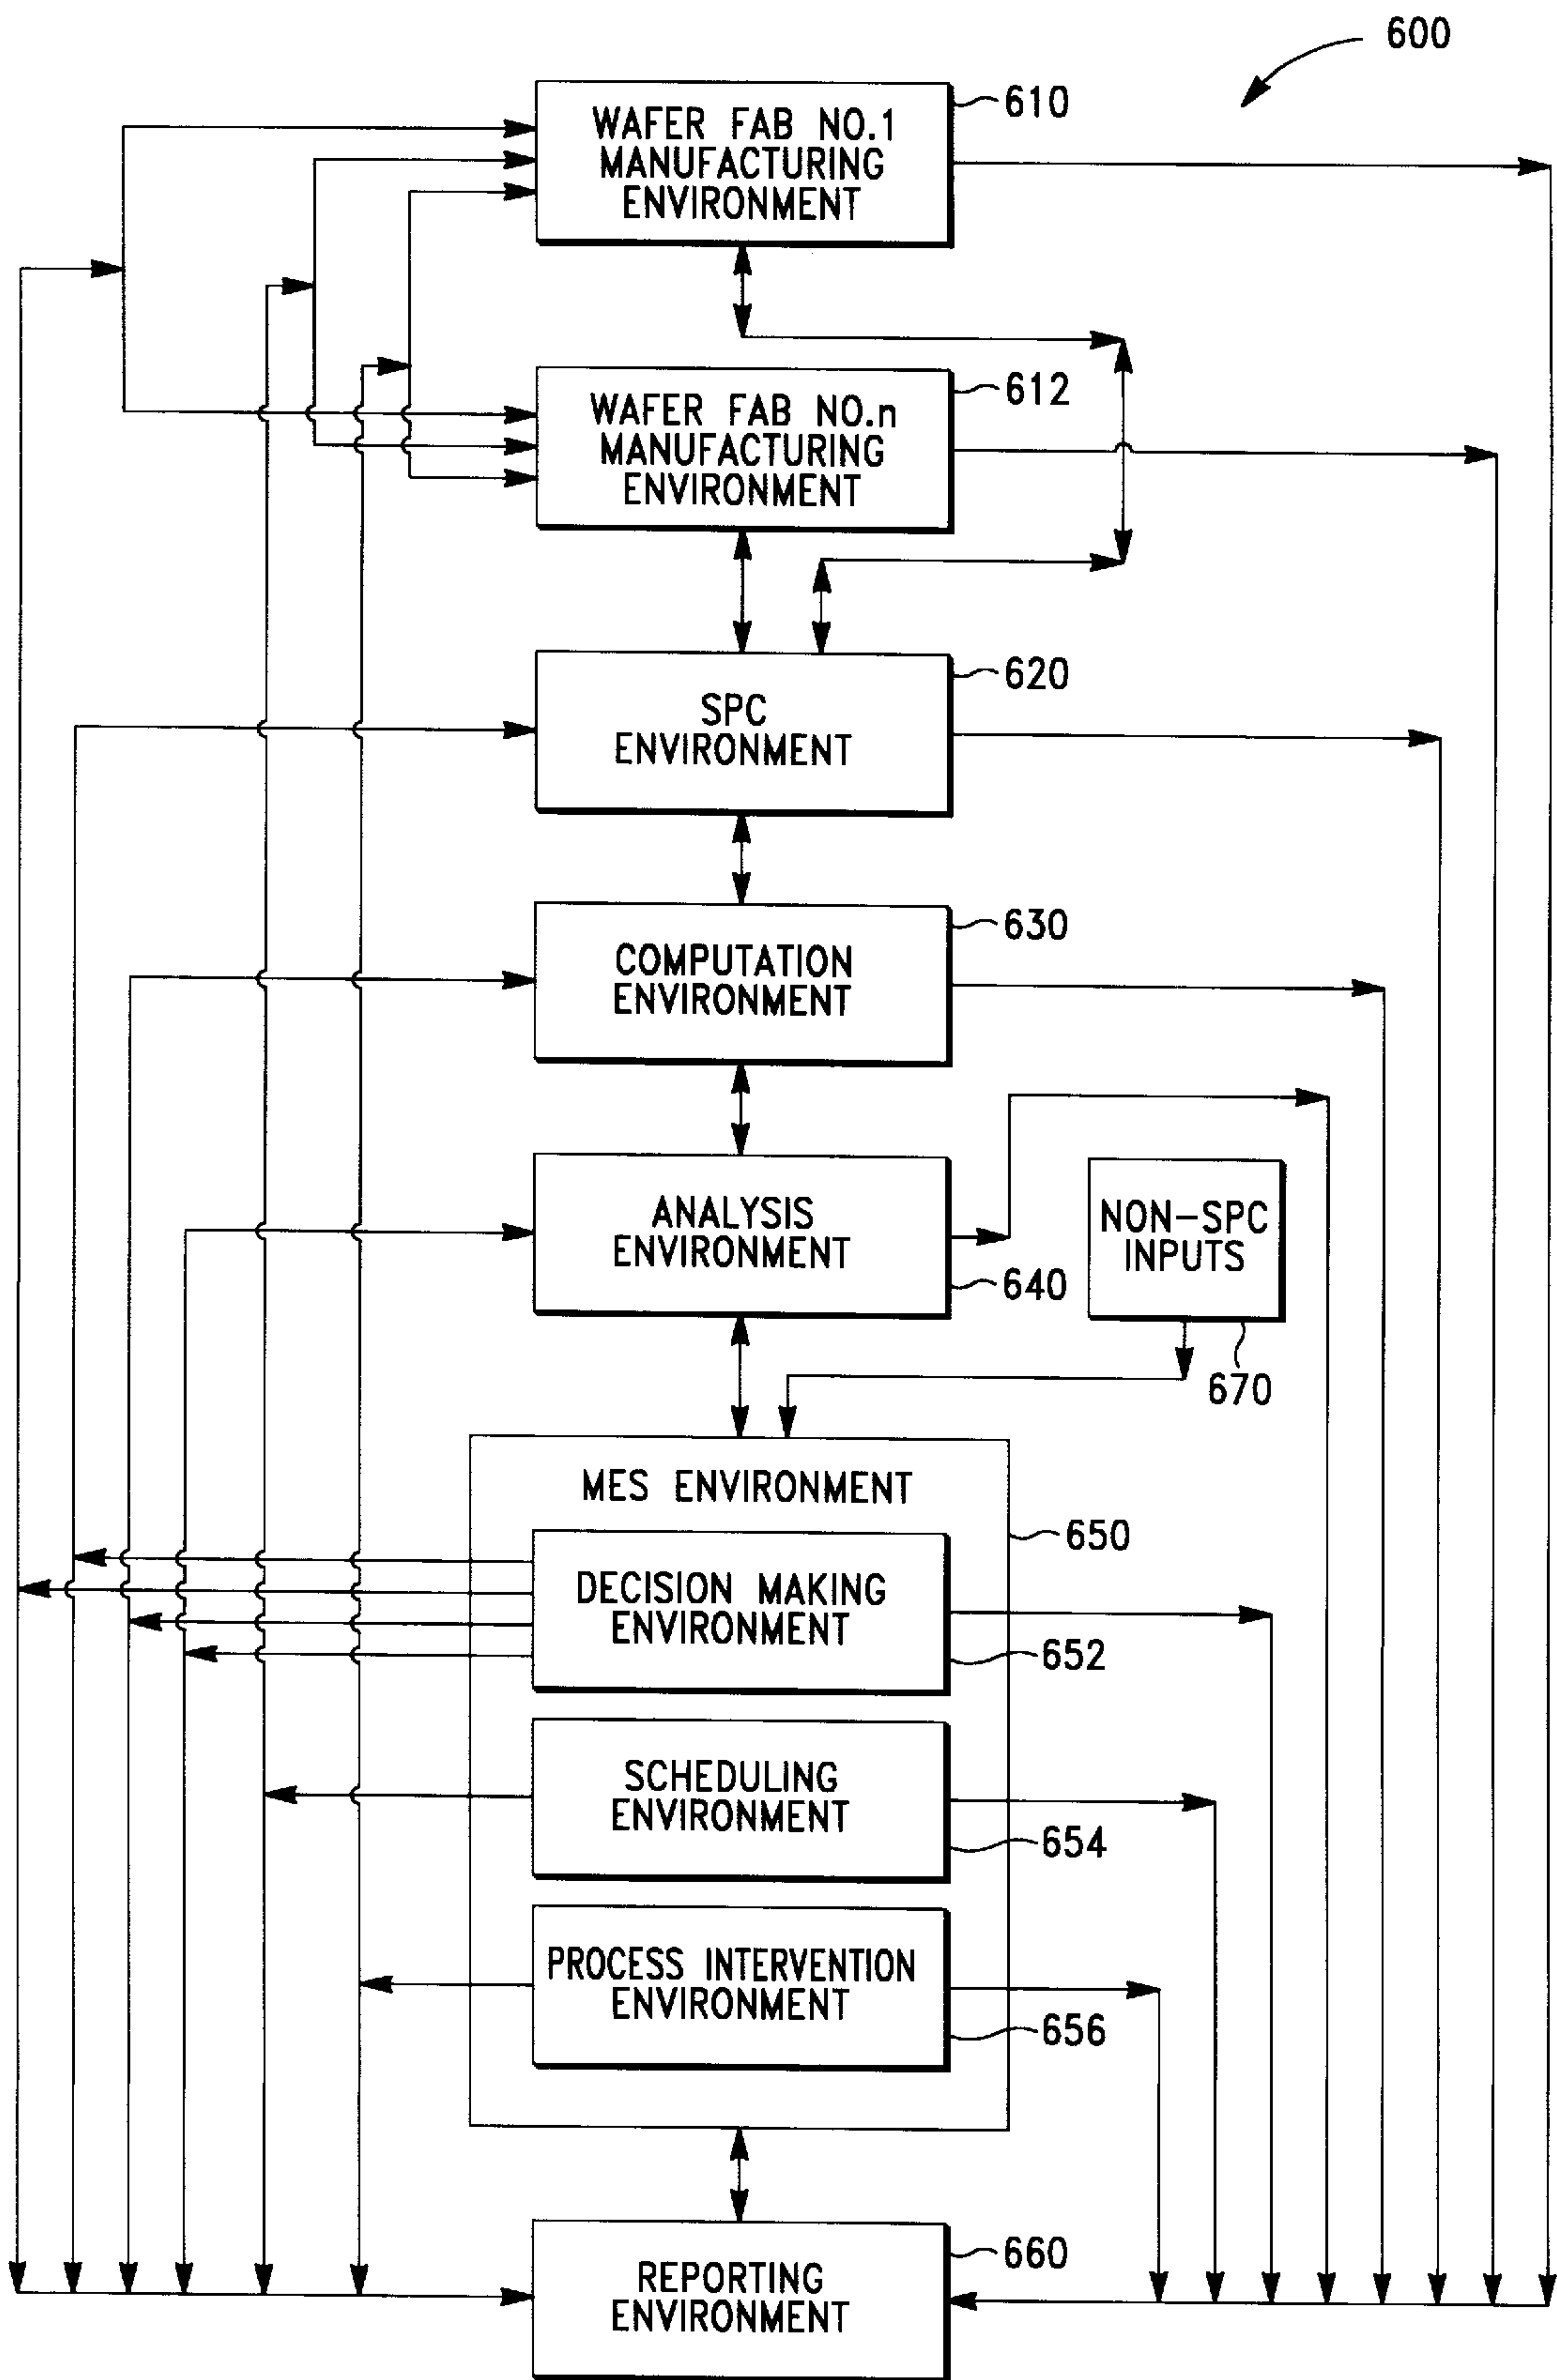 600
WAFER FAB NO.1
MANUFACTURING
ENVIRONMENT
610
WAFER FAB NO.n
MANUFACTURING
ENVIRONMENT
612
SPC
ENVIRONMENT
620
COMPUTATION
ENVIRONMENT
630
ANALYSIS
ENVIRONMENT
640
NON-SPC
INPUTS
670
MES ENVIRONMENT
650
DECISION MAKING
ENVIRONMENT
652
SCHEDULING
ENVIRONMENT
654
PROCESS INTERVENTION
ENVIRONMENT
656
REPORTING
ENVIRONMENT
660